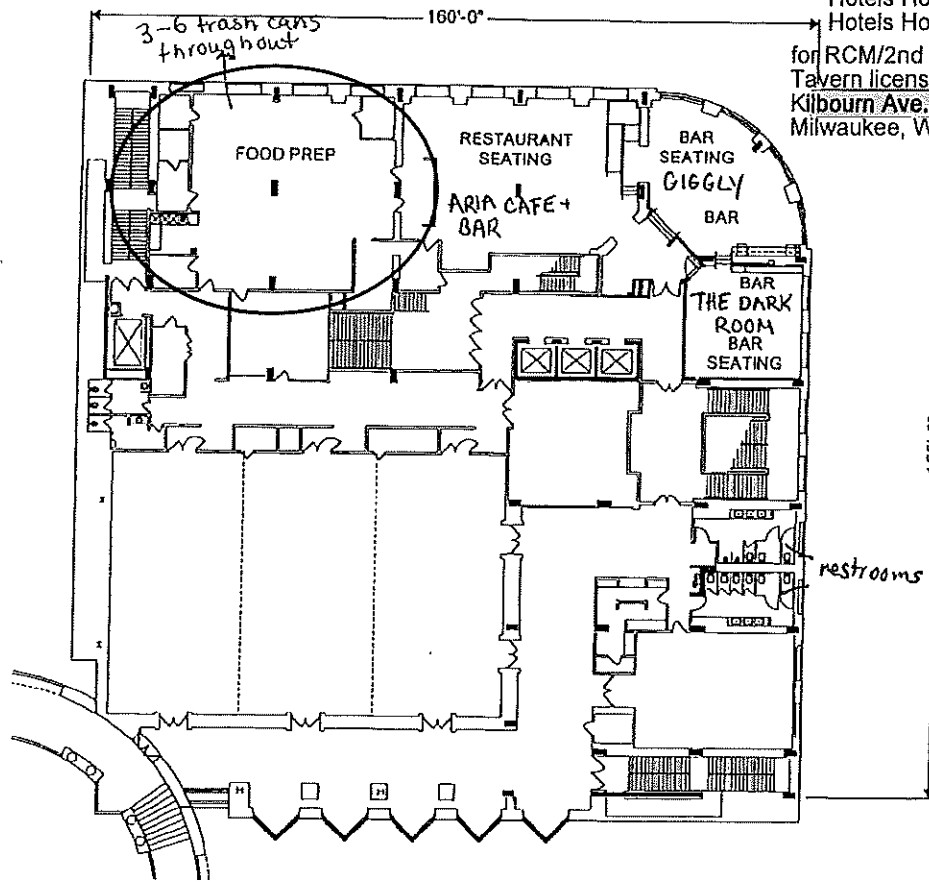 160'-0"
Hotels Ho
for RCM/2nd
Tavern licens
Kilbourn Ave.
Milwaukee, W
3-6 trash cans
throughout
FOOD PREP
RESTAURANT
SEATING
ARIA CAFE +
BAR
BAR
SEATING
GIGGLY
BAR
BAR
THE DARK
ROOM
BAR
SEATING
restrooms
H
H